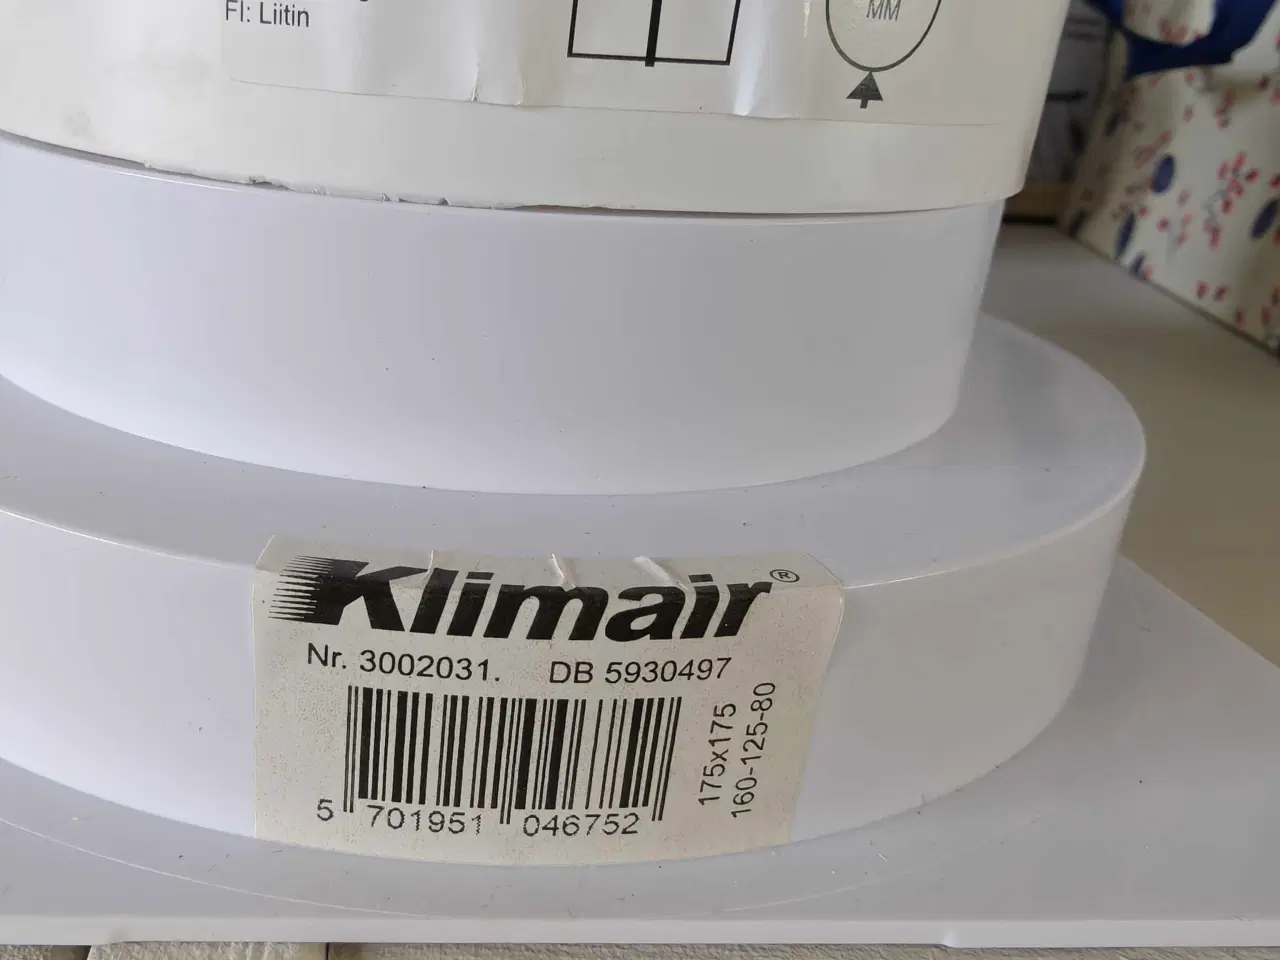 FI: Liitin
MM
Klimair®
Nr. 3002031. DB 5930497
175x175
160-125-80
5 701951 046752